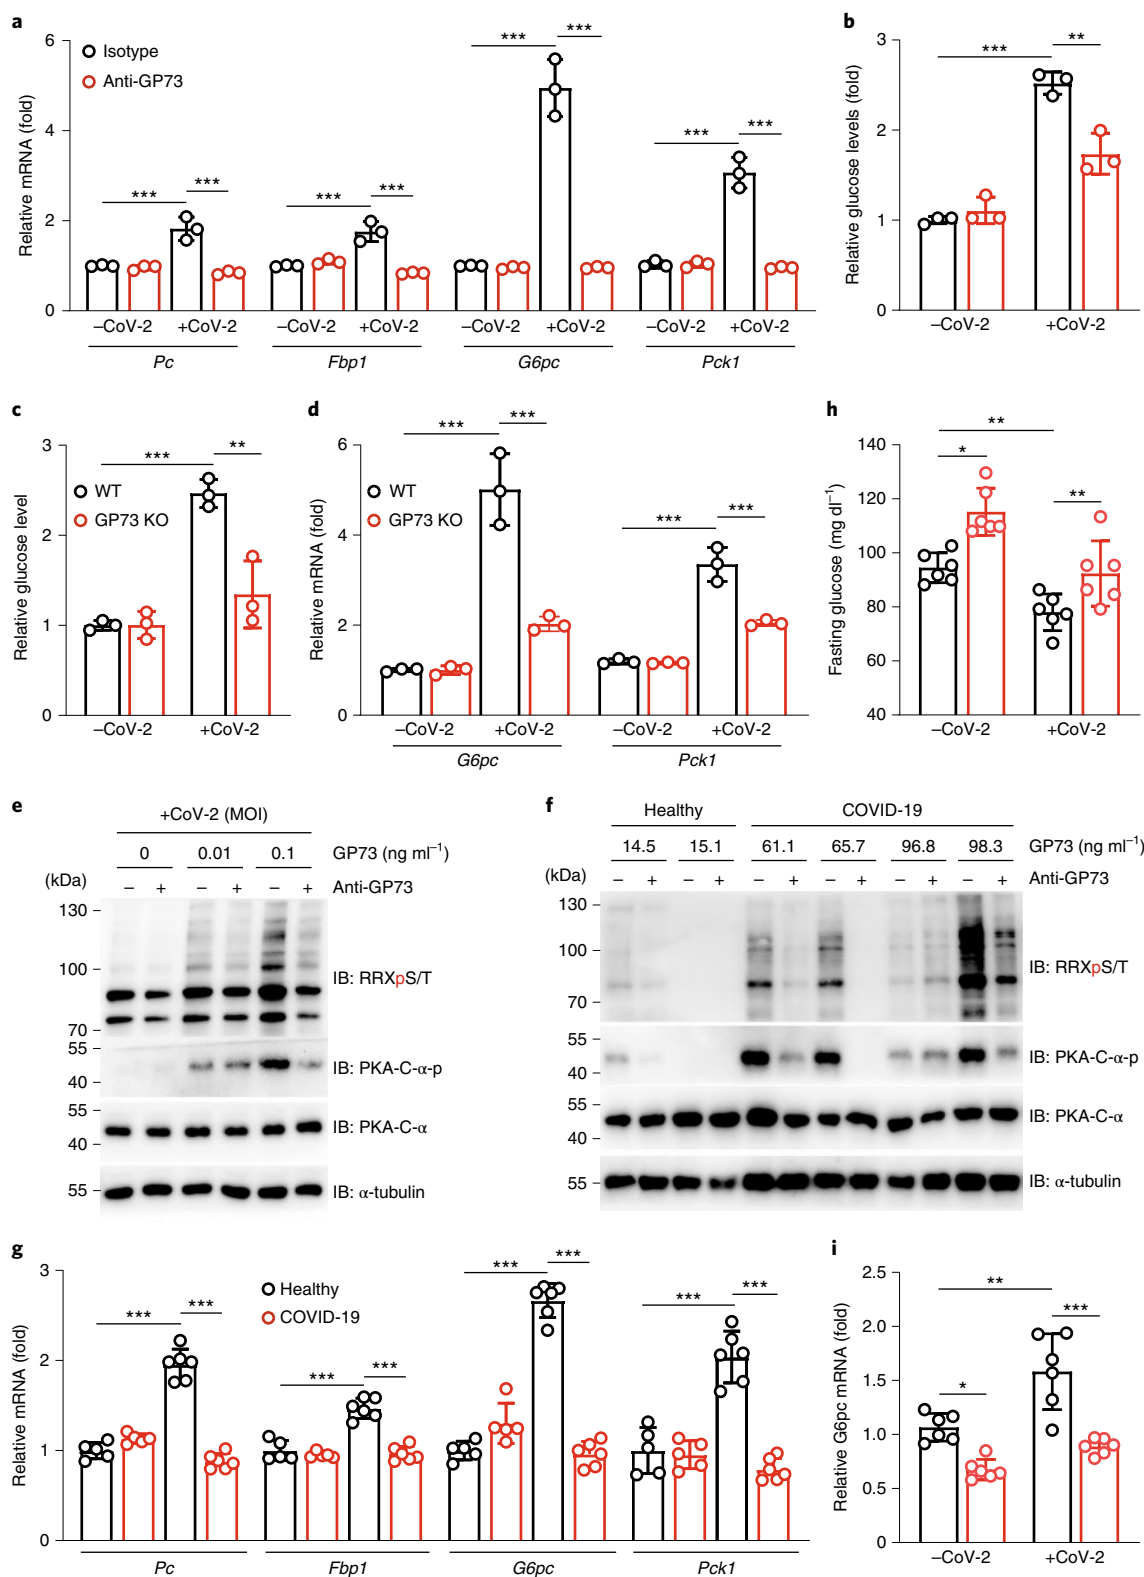 a
Relative mRNA (fold)
6
4
2
0
Isotype
Anti-GP73
*** *** *** *** *** *** *** ***
–CoV-2 +CoV-2 –CoV-2 +CoV-2 –CoV-2 +CoV-2 –CoV-2 +CoV-2
Pc Fbp1 G6pc Pck1
b
Relative glucose levels (fold)
3
2
1
0
*** **
–CoV-2 +CoV-2
c
Relative glucose level
3
2
1
0
*** **
WT
GP73 KO
–CoV-2 +CoV-2
d
Relative mRNA (fold)
6
4
2
0
*** *** *** ***
WT
GP73 KO
–CoV-2 +CoV-2 –CoV-2 +CoV-2
G6pc Pck1
h
Fasting glucose (mg dl–1)
140
120
100
80
60
40
**
* **
–CoV-2 +CoV-2
e
+CoV-2 (MOI)
0 0.01 0.1 GP73 (ng ml–1)
(kDa) – + – + – + Anti-GP73
130
100
70
IB: RRXpS/T
55
40
IB: PKA-C-α-p
55
40
IB: PKA-C-α
55
IB: α-tubulin
f
Healthy COVID-19
14.5 15.1 61.1 65.7 96.8 98.3 GP73 (ng ml–1)
(kDa) – + – + – + – + – + – + Anti-GP73
130
100
70
IB: RRXpS/T
55
40
IB: PKA-C-α-p
55
40
IB: PKA-C-α
55
IB: α-tubulin
g
Relative mRNA (fold)
3
2
1
0
Healthy
COVID-19
*** *** *** *** *** *** *** ***
Pc Fbp1 G6pc Pck1
i
Relative G6pc mRNA (fold)
2.5
2.0
1.5
1.0
0.5
0
**
* ***
–CoV-2 +CoV-2